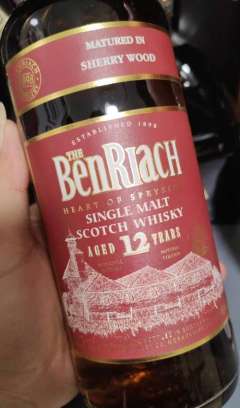 MATURED IN
SHERRY WOOD
ESTABLISHED 1898
THE
BENRIACH
HEART OF SPEYSIDE
SINGLE MALT
SCOTCH WHISKY
AGED 12 YEARS